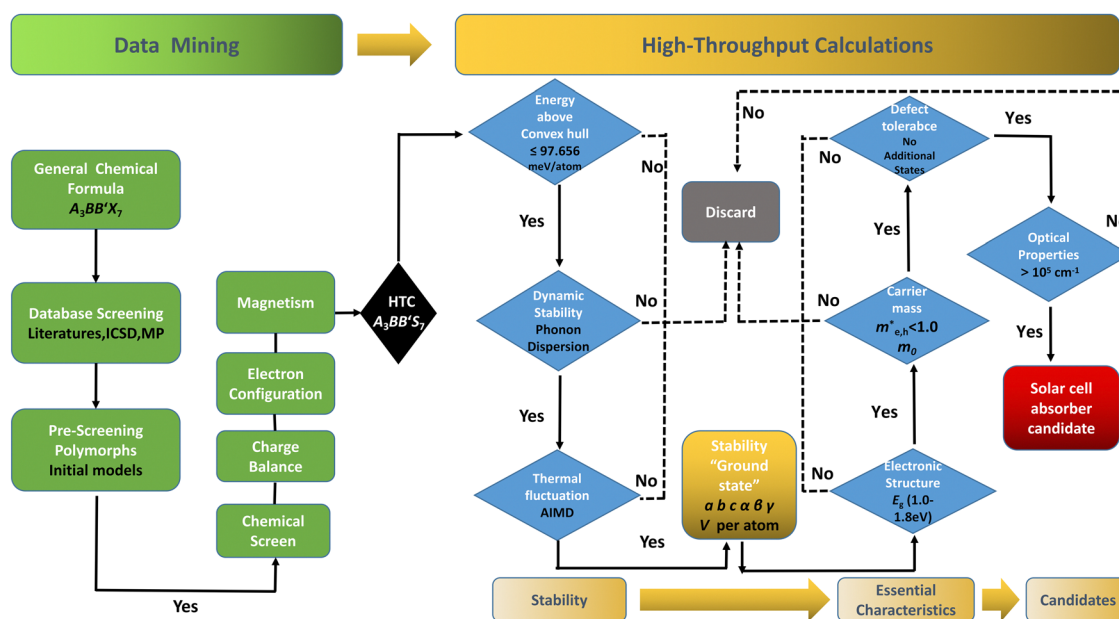 Data Mining
High-Throughput Calculations
General Chemical
Formula
A₃BB‘X₇
Database Screening
Literatures,ICSD,MP
Pre-Screening
Polymorphs
Initial models
Yes
Magnetism
Electron
Configuration
Charge
Balance
Chemical
Screen
HTC
A₃BB‘S₇
Energy
above
Convex hull
≤ 97.656
meV/atom
No
Yes
Dynamic
Stability
Phonon
Dispersion
No
Yes
Thermal
fluctuation
AIMD
No
Yes
Discard
No
Stability
“Ground
state”
a b c α β γ
V per atom
Electronic
Structure
E𝗀 (1.0-
1.8eV)
No
Yes
Carrier
mass
m*ₑ,ₕ<1.0
m₀
No
Yes
Defect
tolerabce
No
Additional
States
No
Yes
Optical
Properties
> 10⁵ cm⁻¹
No
Yes
Solar cell
absorber
candidate
Stability
Essential
Characteristics
Candidates